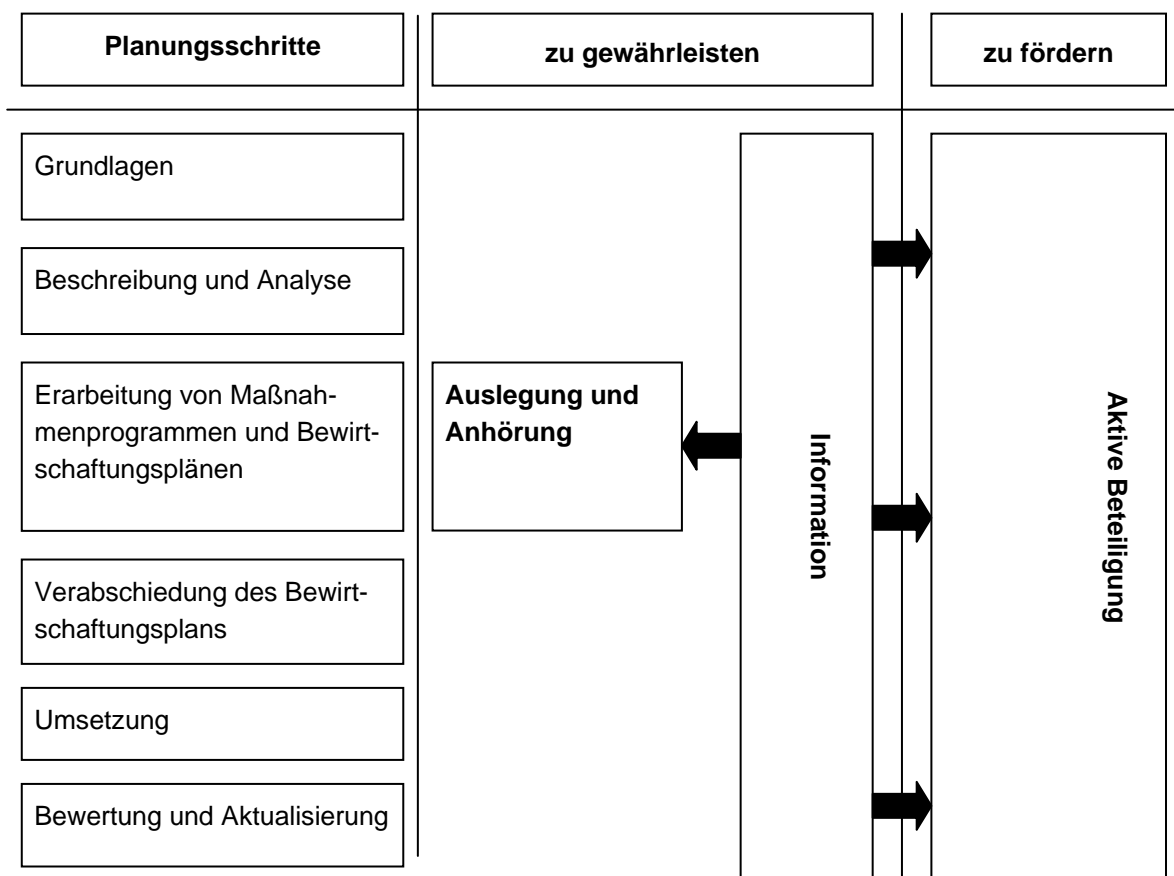 Planungsschritte
zu gewährleisten
zu fördern
Grundlagen
Beschreibung und Analyse
Erarbeitung von Maßnah-
menprogrammen und Bewirt-
schaftungsplänen
Auslegung und
Anhörung
Information
Aktive Beteiligung
Verabschiedung des Bewirt-
schaftungsplans
Umsetzung
Bewertung und Aktualisierung